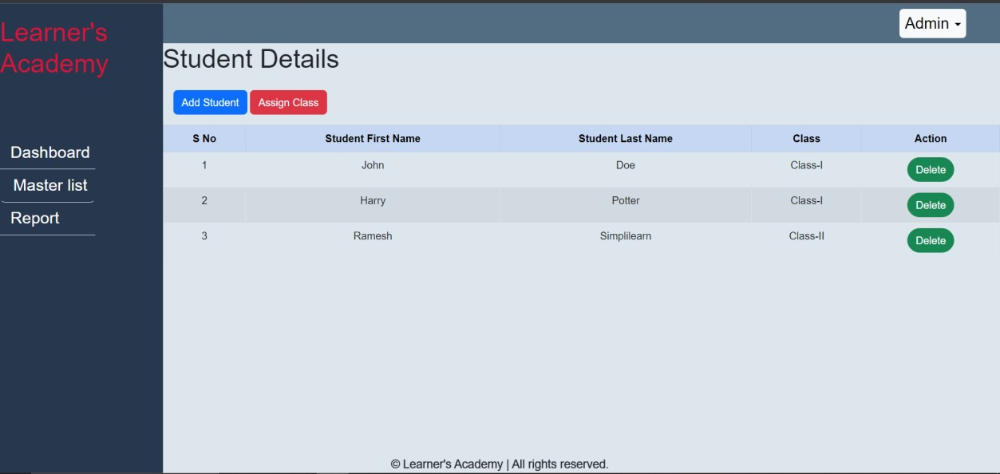 Learner's
Academy
Admin
Student Details
Add Student Assign Class
Dashboard
Master list
Report
S No Student First Name Student Last Name Class Action
1 John Doe Class-I Delete
2 Harry Potter Class-I Delete
3 Ramesh Simplilearn Class-II Delete
© Learner's Academy | All rights reserved.